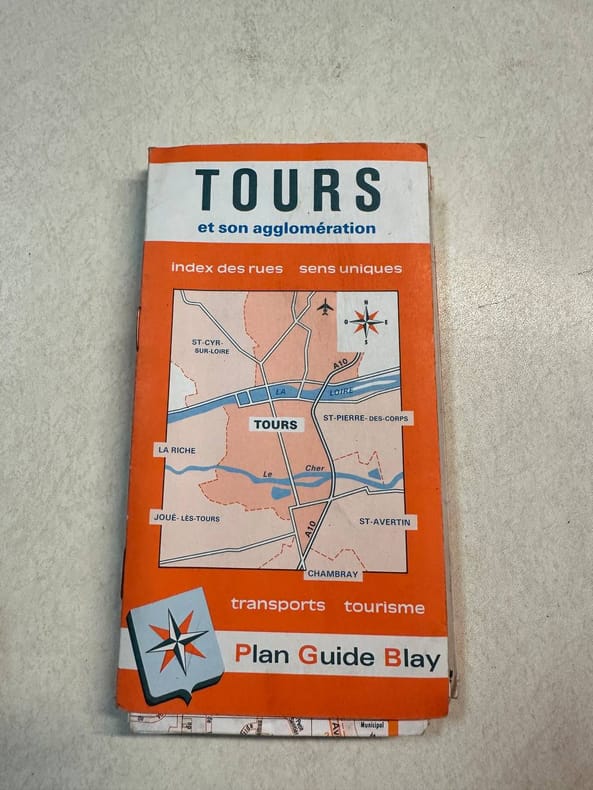 TOURS
et son agglomération
index des rues sens uniques
N
O E
S
A10
ST-CYR-
SUR-LOIRE
LA LOIRE
TOURS
ST-PIERRE-DES-CORPS
LA RICHE
Le Cher
JOUÉ-LÈS-TOURS
ST-AVERTIN
A10
CHAMBRAY
transports tourisme
Plan Guide Blay
Municipal